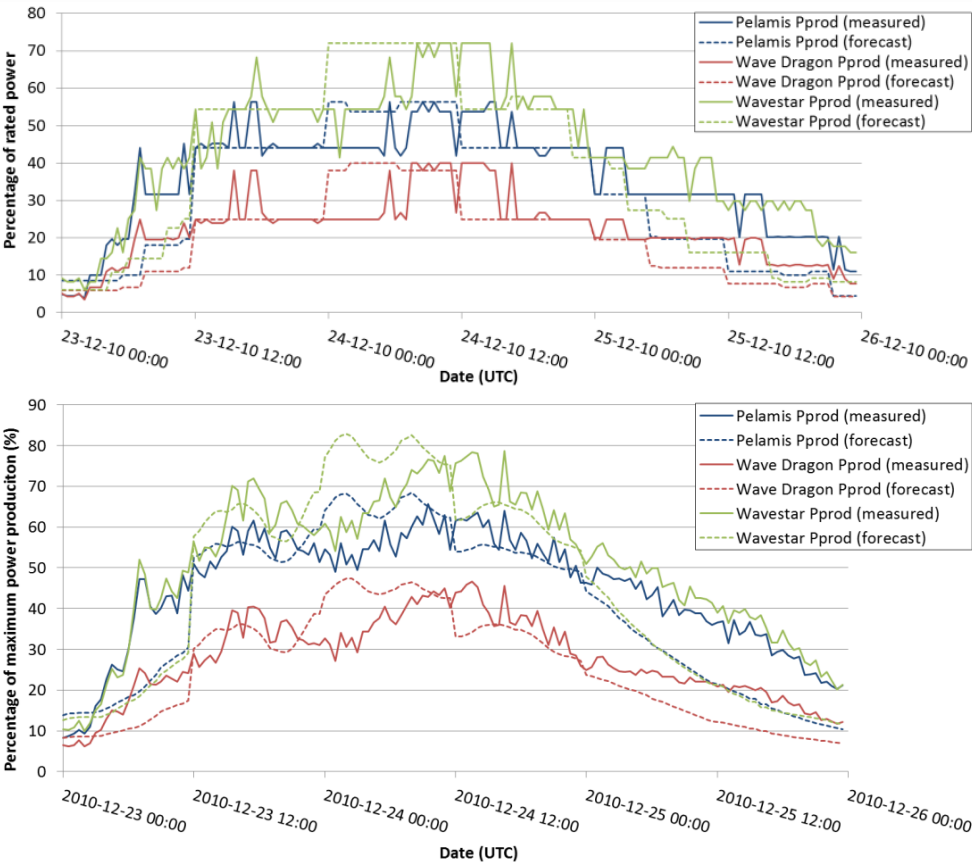 Percentage of rated power
80
70
60
50
40
30
20
10
0
Pelamis Pprod (measured)
Pelamis Pprod (forecast)
Wave Dragon Pprod (measured)
Wave Dragon Pprod (forecast)
Wavestar Pprod (measured)
Wavestar Pprod (forecast)
23-12-10 00:00
23-12-10 12:00
24-12-10 00:00
24-12-10 12:00
25-12-10 00:00
25-12-10 12:00
26-12-10 00:00
Date (UTC)
Percentage of maximum power produciton (%)
90
80
70
60
50
40
30
20
10
0
Pelamis Pprod (measured)
Pelamis Pprod (forecast)
Wave Dragon Pprod (measured)
Wave Dragon Pprod (forecast)
Wavestar Pprod (measured)
Wavestar Pprod (forecast)
2010-12-23 00:00
2010-12-23 12:00
2010-12-24 00:00
2010-12-24 12:00
2010-12-25 00:00
2010-12-25 12:00
2010-12-26 00:00
Date (UTC)